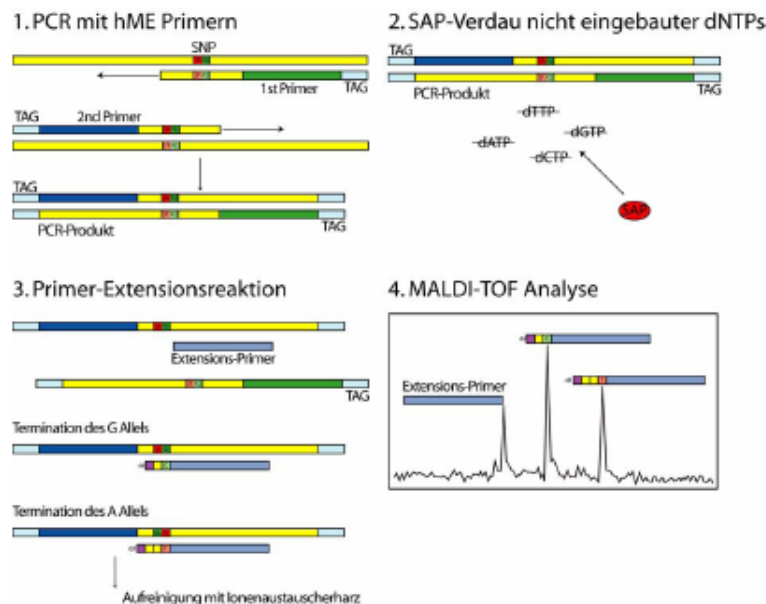 1. PCR mit hME Primern
SNP
1st Primer
TAG
TAG
2nd Primer
TAG
PCR-Produkt
TAG
2. SAP-Verdau nicht eingebauter dNTPs
TAG
PCR-Produkt
TAG
dTTP
dGTP
dATP
dCTP
SAP
3. Primer-Extensionsreaktion
Extensions-Primer
TAG
Termination des G Allels
Termination des A Allels
Aufreinigung mit Ionenaustauscherharz
4. MALDI-TOF Analyse
Extensions-Primer